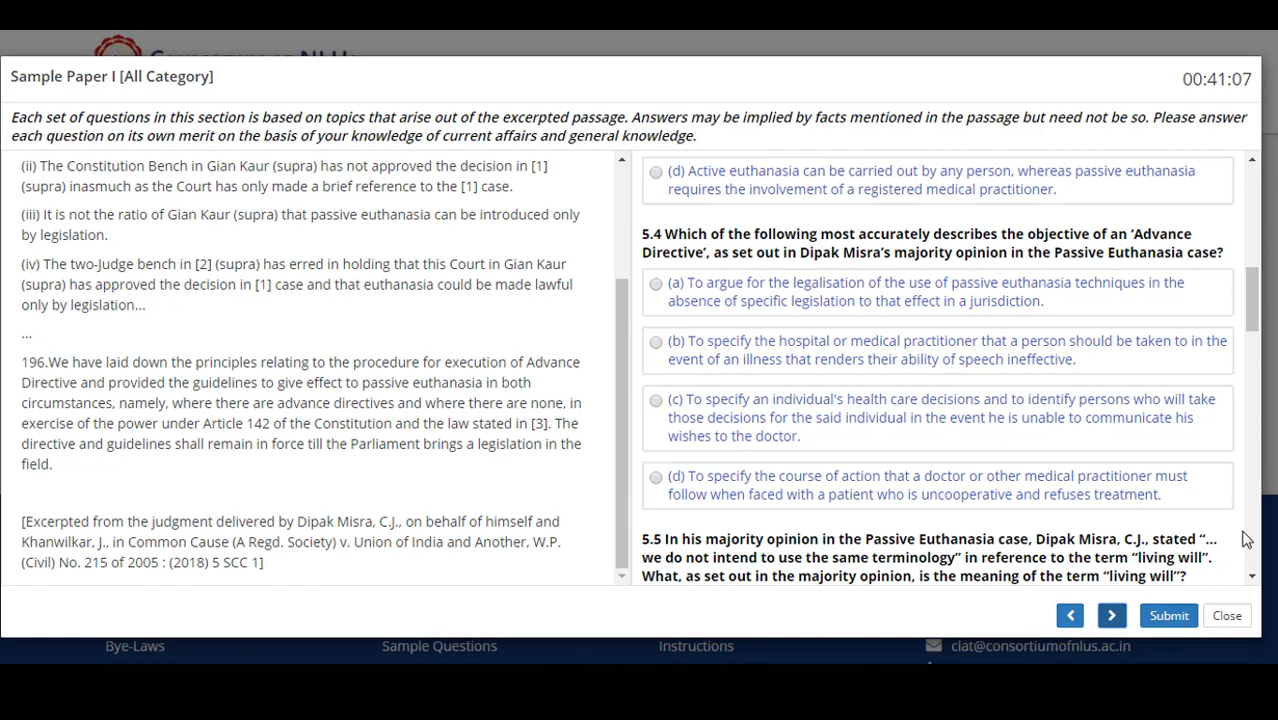 Sample Paper I [All Category]
00:41:07
Each set of questions in this section is based on topics that arise out of the excerpted passage. Answers may be implied by facts mentioned in the passage but need not be so. Please answer
each question on its own merit on the basis of your knowledge of current affairs and general knowledge.
(ii) The Constitution Bench in Gian Kaur (supra) has not approved the decision in [1]
(supra) inasmuch as the Court has only made a brief reference to the [1] case.
(iii) It is not the ratio of Gian Kaur (supra) that passive euthanasia can be introduced only
by legislation.
(iv) The two-Judge bench in [2] (supra) has erred in holding that this Court in Gian Kaur
(supra) has approved the decision in [1] case and that euthanasia could be made lawful
only by legislation...
...
196.We have laid down the principles relating to the procedure for execution of Advance
Directive and provided the guidelines to give effect to passive euthanasia in both
circumstances, namely, where there are advance directives and where there are none, in
exercise of the power under Article 142 of the Constitution and the law stated in [3]. The
directive and guidelines shall remain in force till the Parliament brings a legislation in the
field.
[Excerpted from the judgment delivered by Dipak Misra, C.J., on behalf of himself and
Khanwilkar, J., in Common Cause (A Regd. Society) v. Union of India and Another, W.P.
(Civil) No. 215 of 2005 : (2018) 5 SCC 1]
(d) Active euthanasia can be carried out by any person, whereas passive euthanasia
requires the involvement of a registered medical practitioner.
5.4 Which of the following most accurately describes the objective of an ‘Advance
Directive’, as set out in Dipak Misra’s majority opinion in the Passive Euthanasia case?
(a) To argue for the legalisation of the use of passive euthanasia techniques in the
absence of specific legislation to that effect in a jurisdiction.
(b) To specify the hospital or medical practitioner that a person should be taken to in the
event of an illness that renders their ability of speech ineffective.
(c) To specify an individual's health care decisions and to identify persons who will take
those decisions for the said individual in the event he is unable to communicate his
wishes to the doctor.
(d) To specify the course of action that a doctor or other medical practitioner must
follow when faced with a patient who is uncooperative and refuses treatment.
5.5 In his majority opinion in the Passive Euthanasia case, Dipak Misra, C.J., stated “...
we do not intend to use the same terminology” in reference to the term “living will”.
What, as set out in the majority opinion, is the meaning of the term “living will”?
Submit
Close
Bye-Laws
Sample Questions
Instructions
clat@consortiumofnlus.ac.in